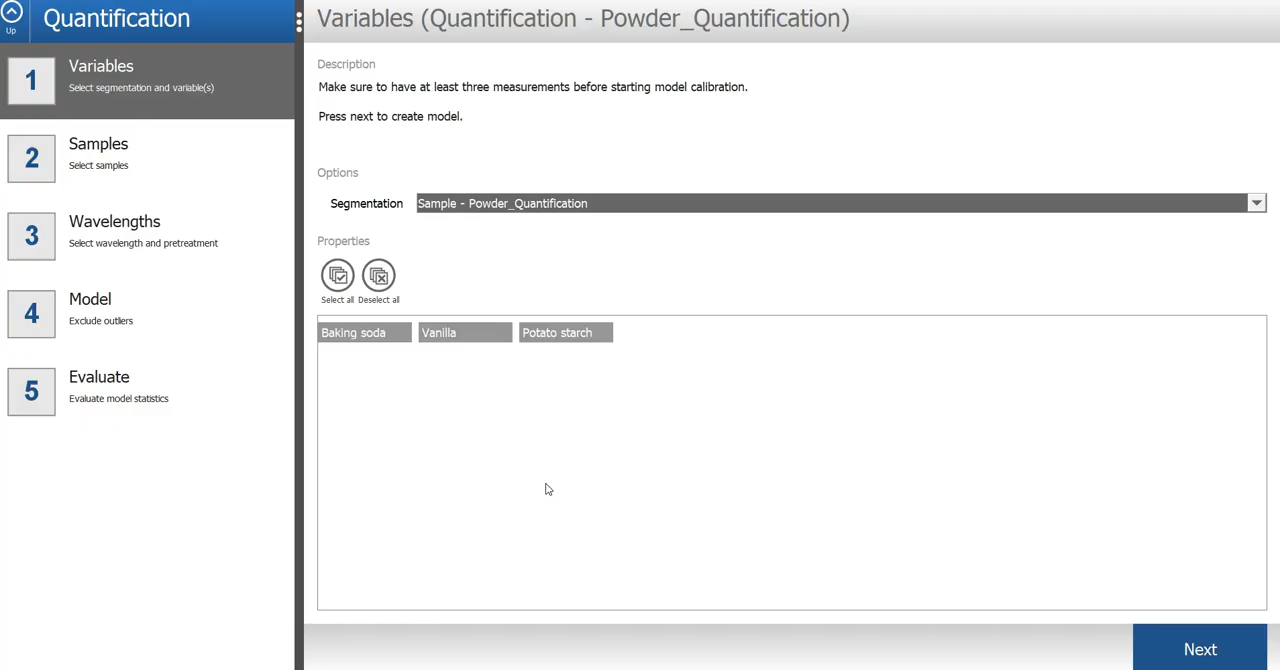 Up
Quantification
1
Variables
Select segmentation and variable(s)
2
Samples
Select samples
3
Wavelengths
Select wavelength and pretreatment
4
Model
Exclude outliers
5
Evaluate
Evaluate model statistics
Variables (Quantification - Powder_Quantification)
Description
Make sure to have at least three measurements before starting model calibration.
Press next to create model.
Options
Segmentation Sample - Powder_Quantification
Properties
Select all Deselect all
Baking soda Vanilla Potato starch
Next